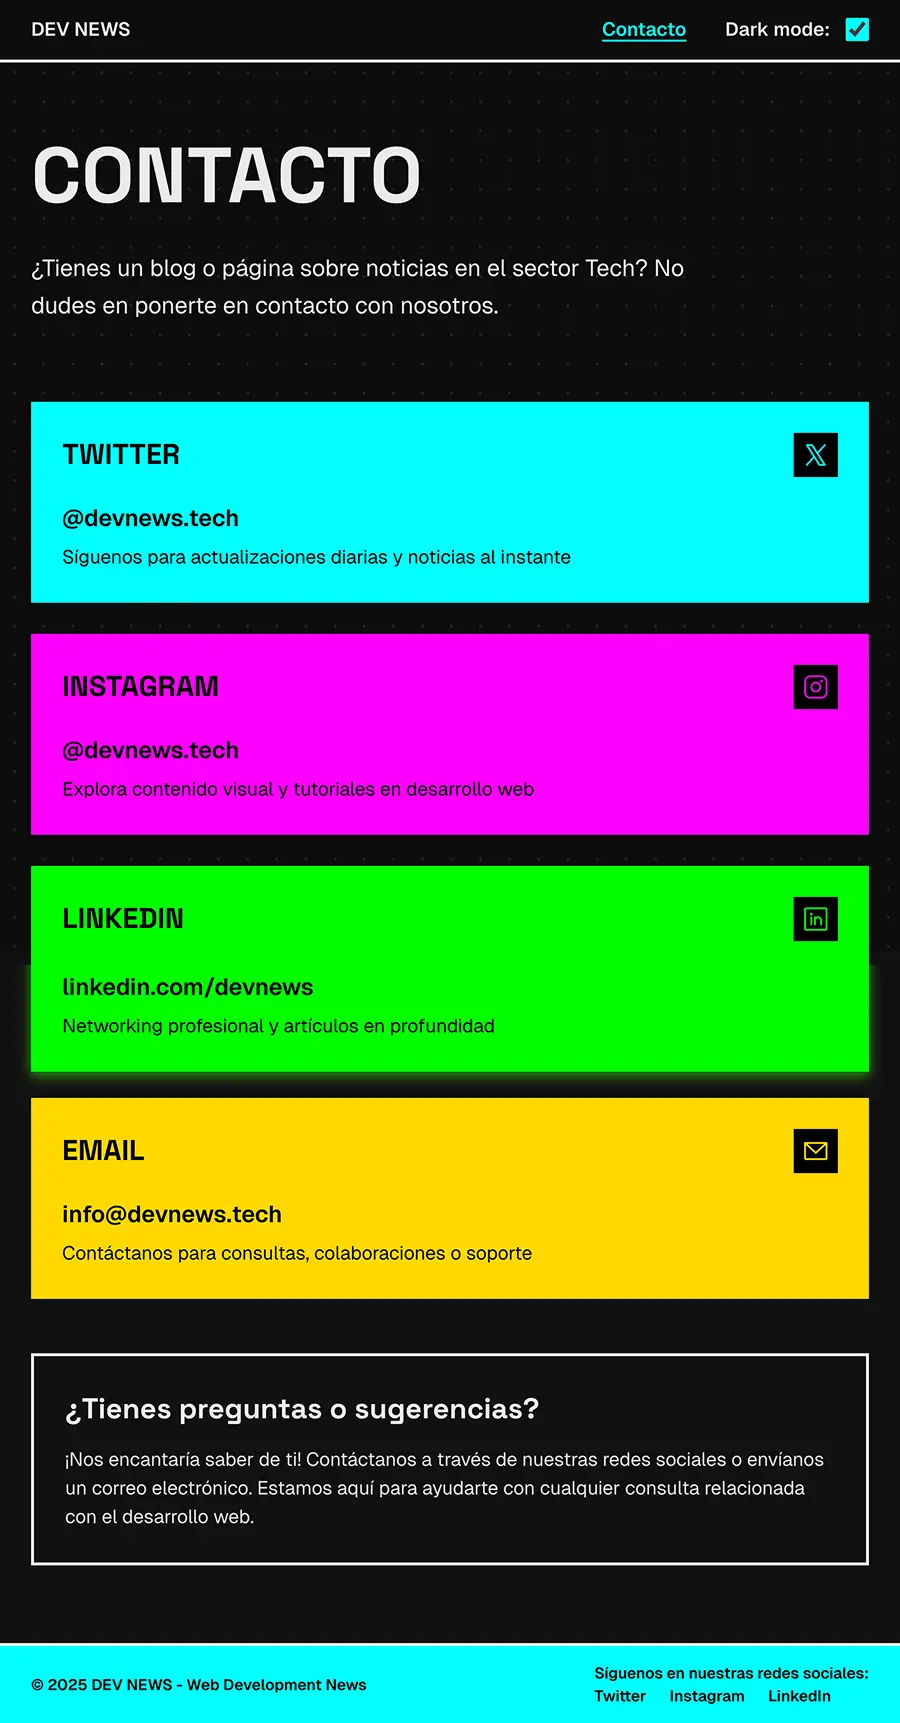 DEV NEWS
Contacto
Dark mode:
CONTACTO
¿Tienes un blog o página sobre noticias en el sector Tech? No
dudes en ponerte en contacto con nosotros.
TWITTER
@devnews.tech
Síguenos para actualizaciones diarias y noticias al instante
INSTAGRAM
@devnews.tech
Explora contenido visual y tutoriales en desarrollo web
LINKEDIN
in
linkedin.com/devnews
Networking profesional y artículos en profundidad
EMAIL
info@devnews.tech
Contáctanos para consultas, colaboraciones o soporte
¿Tienes preguntas o sugerencias?
¡Nos encantaría saber de ti! Contáctanos a través de nuestras redes sociales o envíanos
un correo electrónico. Estamos aquí para ayudarte con cualquier consulta relacionada
con el desarrollo web.
© 2025 DEV NEWS - Web Development News
Síguenos en nuestras redes sociales:
Twitter Instagram LinkedIn